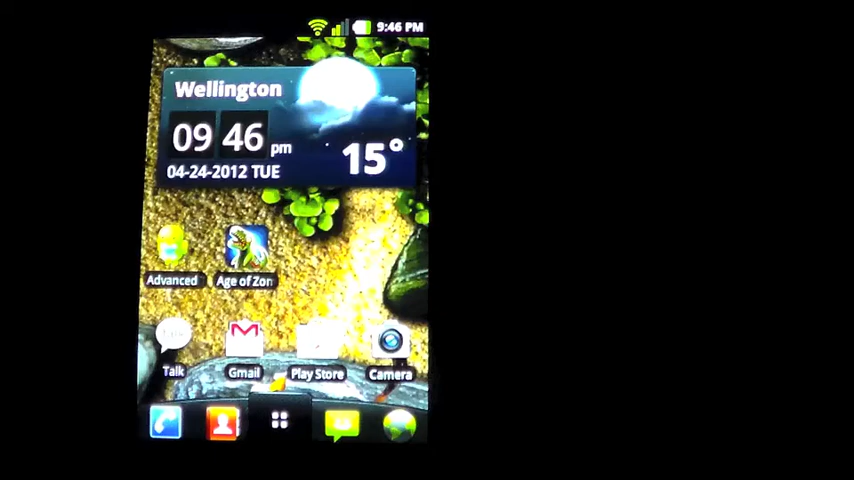 9:46 PM
Wellington
09 46 pm
15°
04-24-2012 TUE
Advanced
Age of Zon
Talk
Gmail
Play Store
Camera